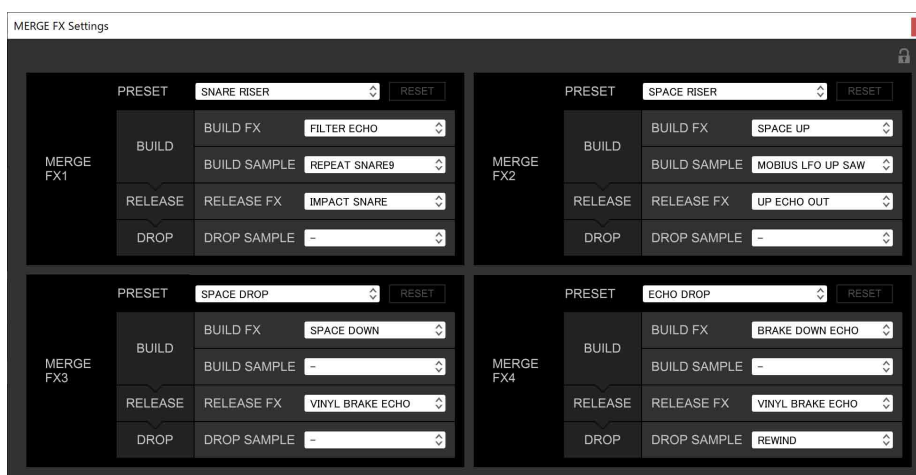 MERGE FX Settings
MERGE
FX1
PRESET SNARE RISER RESET
BUILD
BUILD FX FILTER ECHO
BUILD SAMPLE REPEAT SNARE9
RELEASE RELEASE FX IMPACT SNARE
DROP DROP SAMPLE –
MERGE
FX2
PRESET SPACE RISER RESET
BUILD
BUILD FX SPACE UP
BUILD SAMPLE MOBIUS LFO UP SAW
RELEASE RELEASE FX UP ECHO OUT
DROP DROP SAMPLE –
MERGE
FX3
PRESET SPACE DROP RESET
BUILD
BUILD FX SPACE DOWN
BUILD SAMPLE –
RELEASE RELEASE FX VINYL BRAKE ECHO
DROP DROP SAMPLE –
MERGE
FX4
PRESET ECHO DROP RESET
BUILD
BUILD FX BRAKE DOWN ECHO
BUILD SAMPLE –
RELEASE RELEASE FX VINYL BRAKE ECHO
DROP DROP SAMPLE REWIND